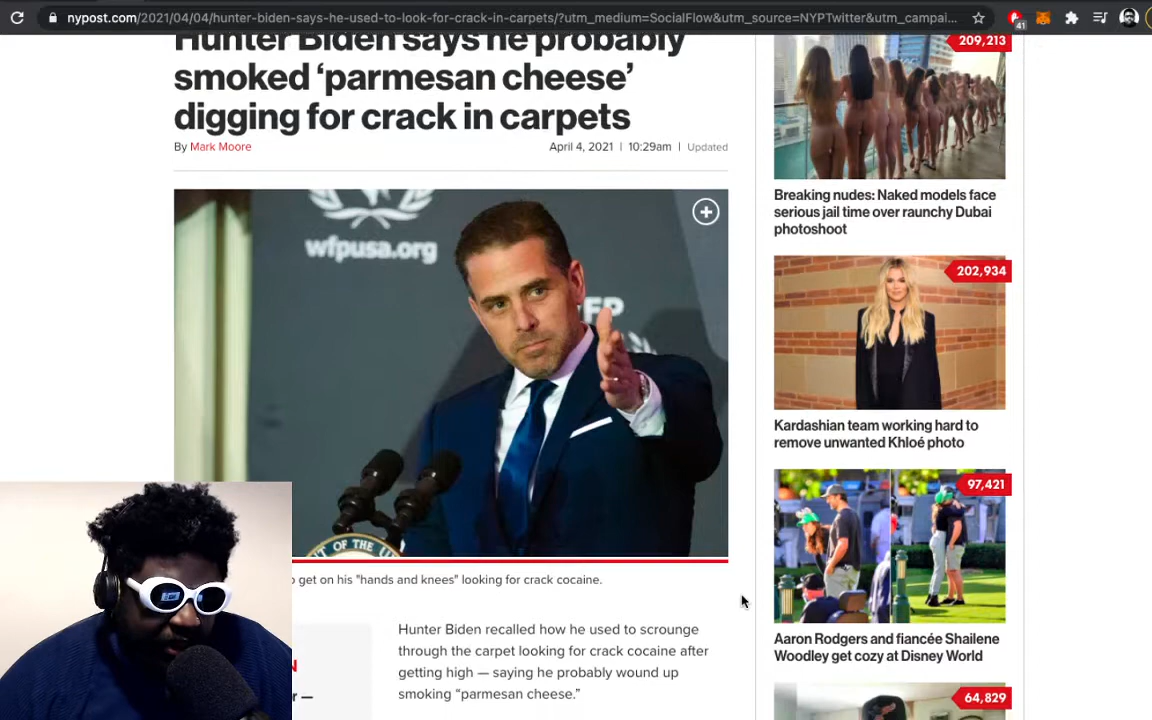 nypost.com/2021/04/04/hunter-biden-says-he-used-to-look-for-crack-in-carpets/?utm_medium=SocialFlow&utm_source=NYPTwitter&utm_campai...
41
Hunter Biden says he probably
smoked ‘parmesan cheese’
digging for crack in carpets
By Mark Moore
April 4, 2021 | 10:29am | Updated
wfpusa.org
FP
get on his "hands and knees" looking for crack cocaine.
Hunter Biden recalled how he used to scrounge
through the carpet looking for crack cocaine after
getting high — saying he probably wound up
smoking “parmesan cheese.”
N
r —
209,213
Breaking nudes: Naked models face
serious jail time over raunchy Dubai
photoshoot
202,934
Kardashian team working hard to
remove unwanted Khloé photo
97,421
Aaron Rodgers and fiancée Shailene
Woodley get cozy at Disney World
64,829